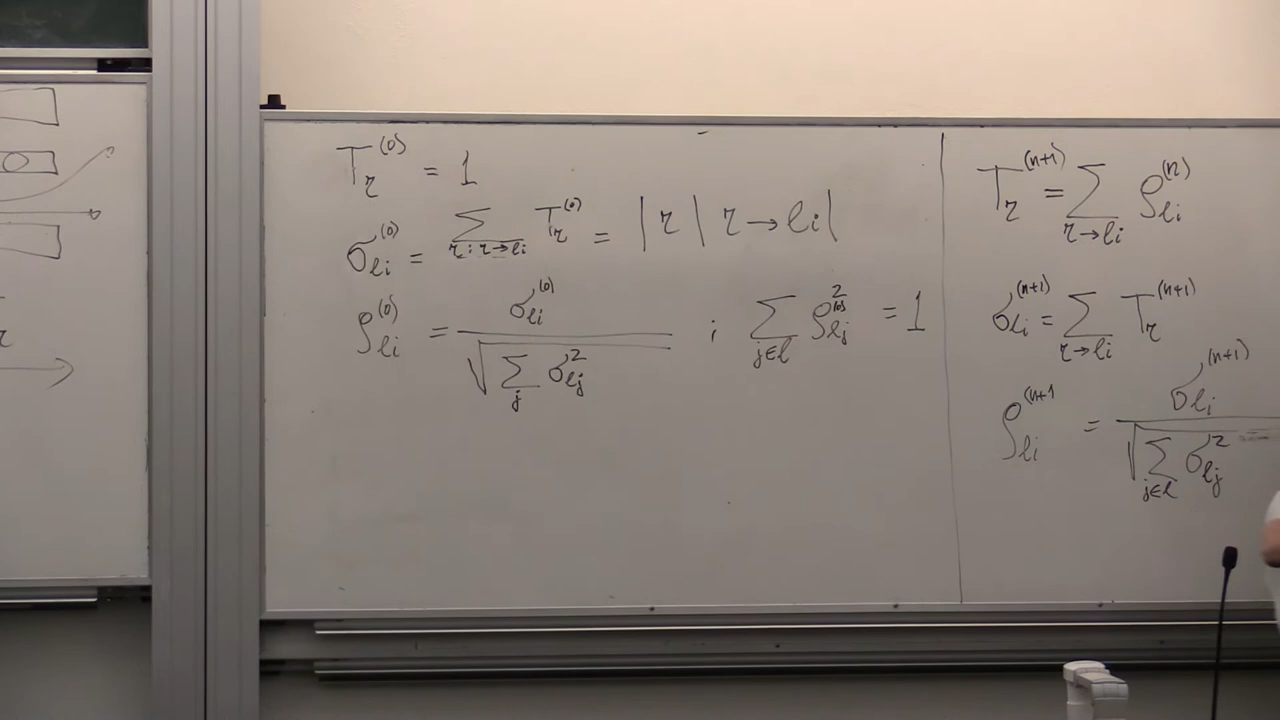 T_r^(0) = 1
σ_li^(0) = Σ_{r: r→li} T_r^(0) = |r | r→li|
ρ_li^(0) = σ_li^(0) / √(Σ_j σ_lj^2) ; Σ_{j∈l} ρ_lj^{2 (0)} = 1
T_r^(n+1) = Σ_{r→li} ρ_li^(n)
σ_li^(n+1) = Σ_{r→li} T_r^(n+1)
ρ_li^(n+1 = σ_li^(n+1) / √(Σ_{j∈l} σ_lj^2)
r